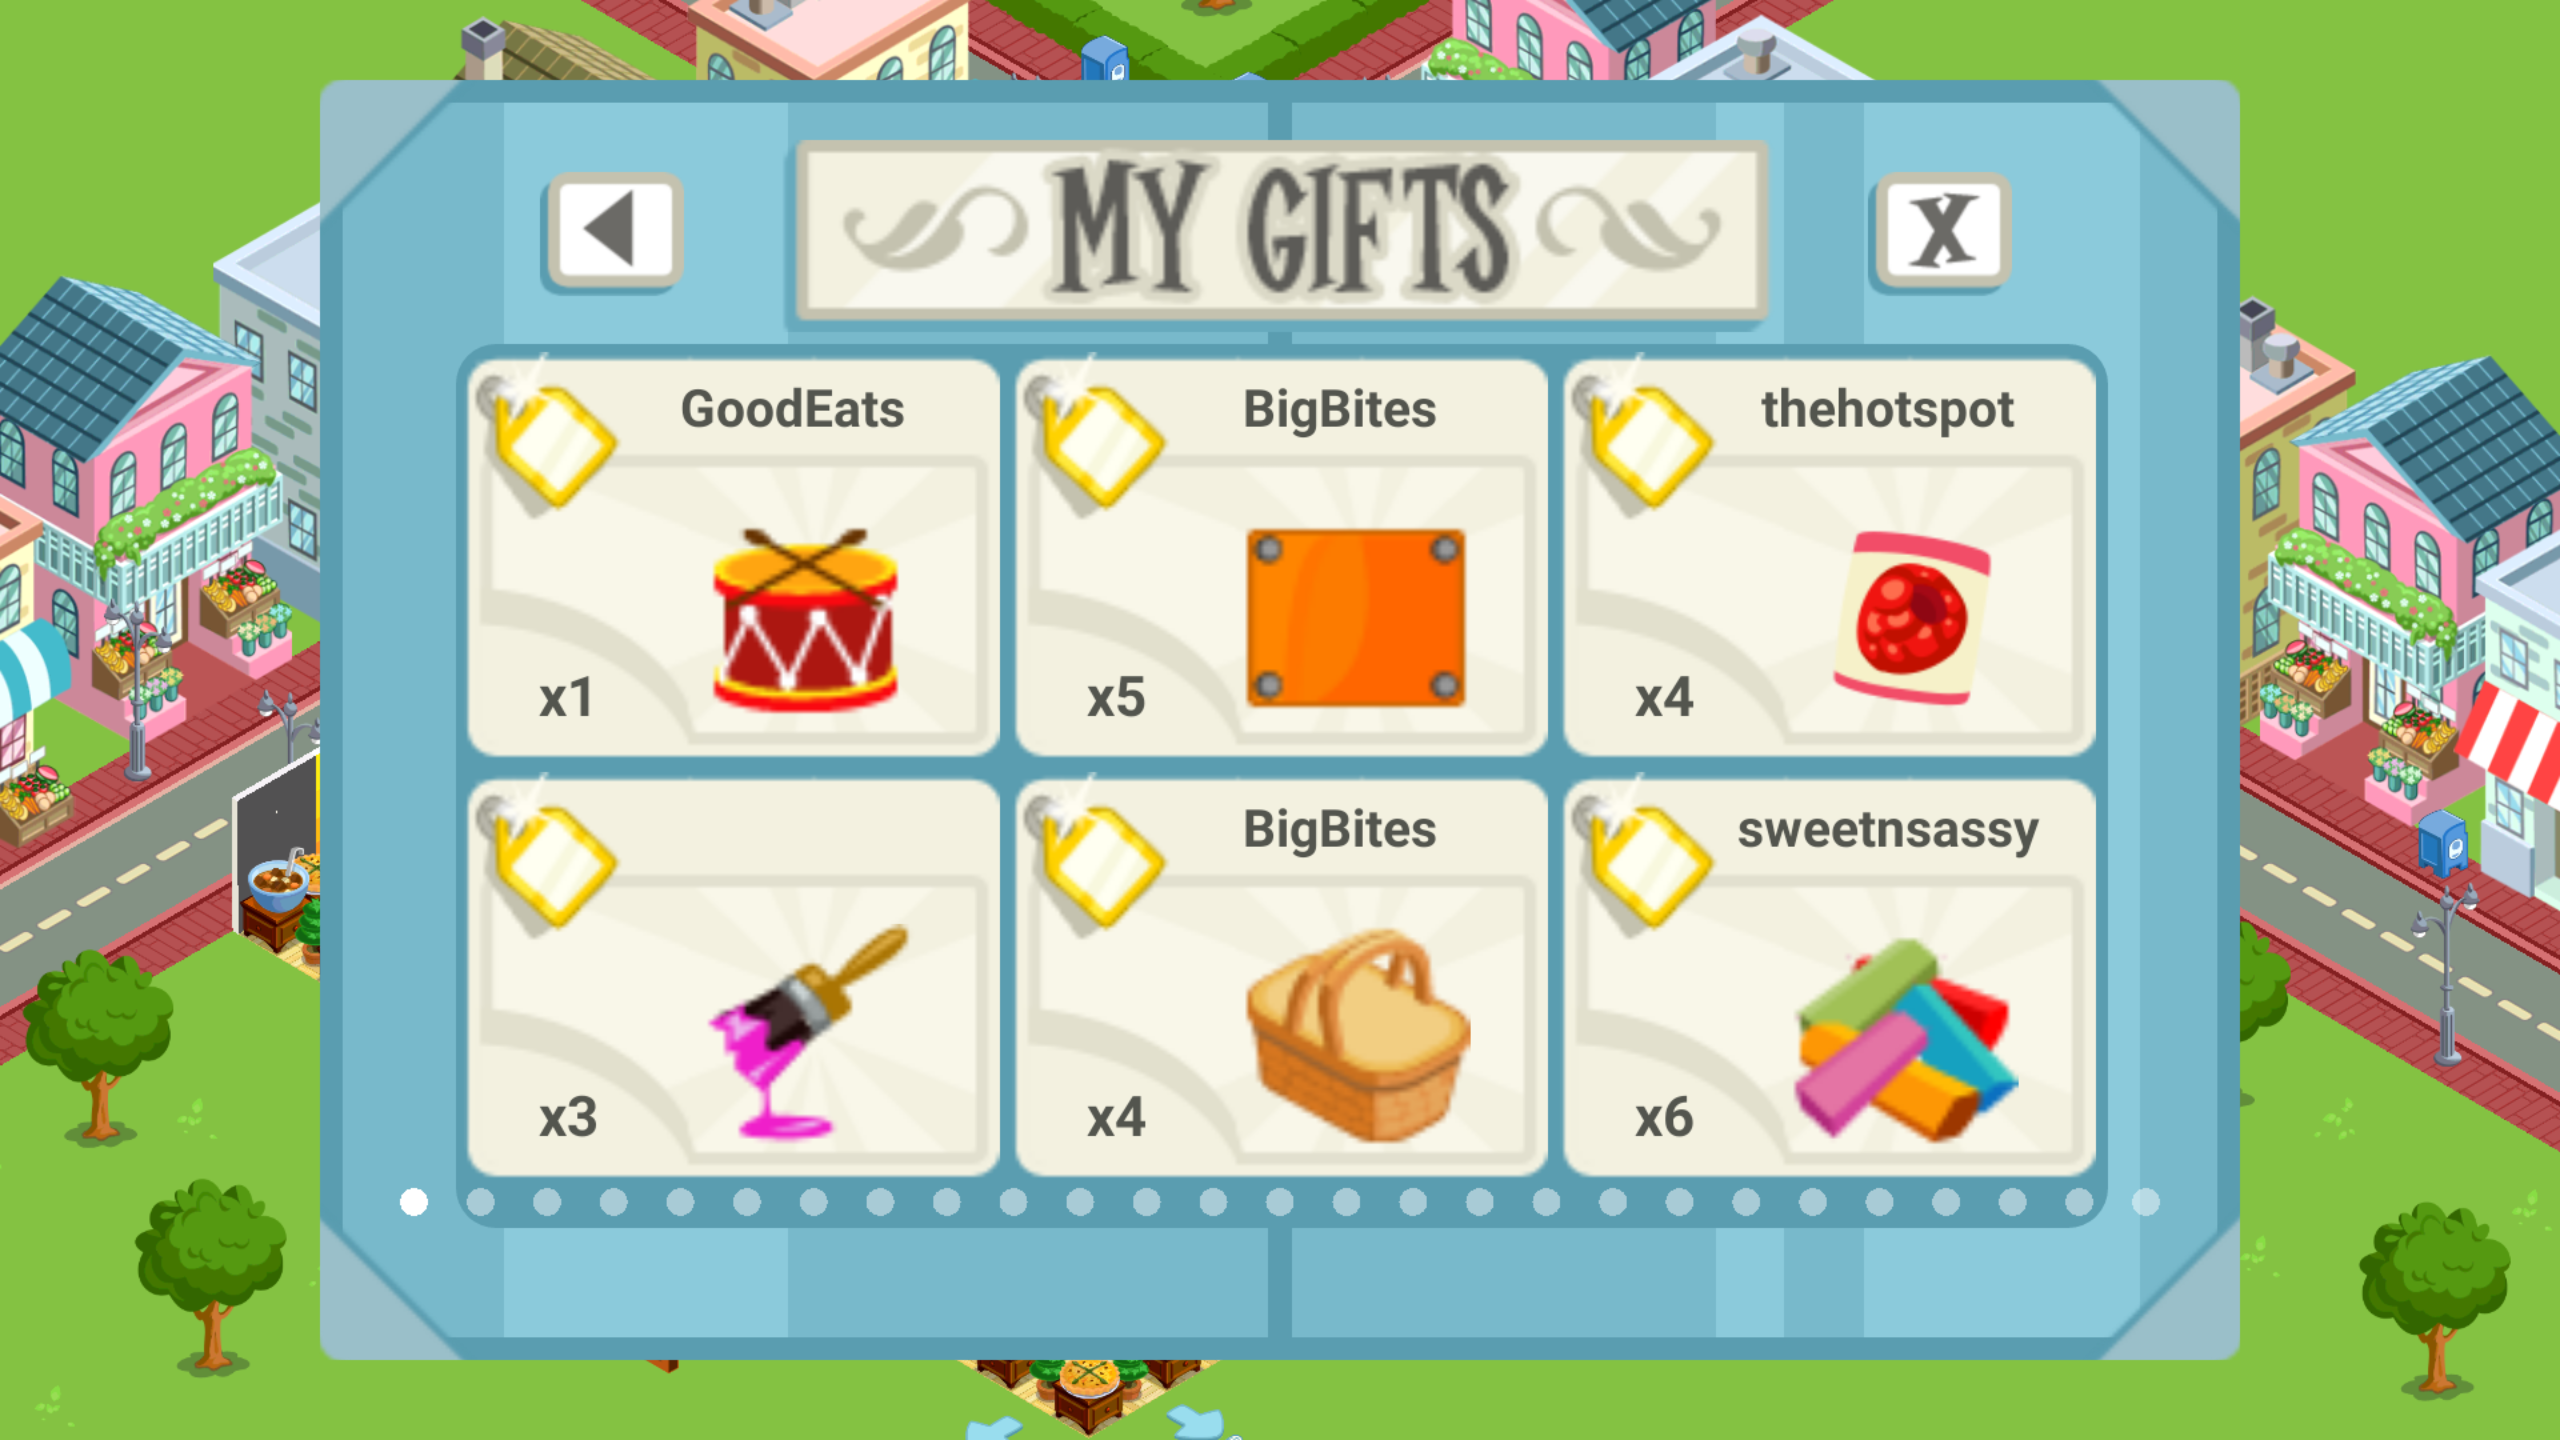 MY GIFTS
X
GoodEats
x1
BigBites
x5
thehotspot
x4
x3
BigBites
x4
sweetnsassy
x6